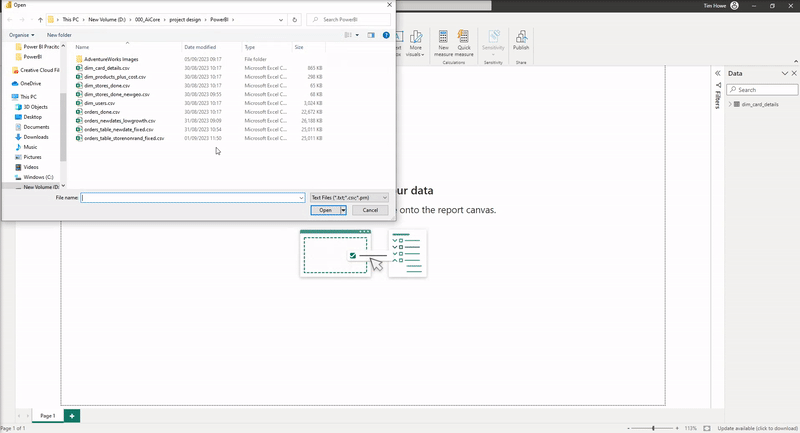 Open
Tim Howe
This PC > New Volume (D:) > 000_AiCore > project design > PowerBI
Search PowerBI
Organise
New folder
Power BI Practic
PowerBI
Creative Cloud Fil
OneDrive
This PC
3D Objects
Desktop
Documents
Downloads
Music
Pictures
Videos
Windows (C:)
New Volume (D:
Name
Date modified
Type
Size
AdventureWorks Images 05/09/2023 09:17 File folder
dim_card_details.csv 30/08/2023 10:17 Microsoft Excel C... 865 KB
dim_products_plus_cost.csv 30/08/2023 10:17 Microsoft Excel C... 298 KB
dim_stores_done.csv 30/08/2023 10:17 Microsoft Excel C... 65 KB
dim_stores_done_newgeo.csv 30/08/2023 09:55 Microsoft Excel C... 68 KB
dim_users.csv 30/08/2023 10:17 Microsoft Excel C... 3,024 KB
orders_done.csv 30/08/2023 10:17 Microsoft Excel C... 22,672 KB
orders_newdates_lowgrowth.csv 31/08/2023 09:09 Microsoft Excel C... 26,188 KB
orders_table_newdate_fixed.csv 31/08/2023 10:54 Microsoft Excel C... 25,011 KB
orders_table_storenonrand_fixed.csv 01/09/2023 11:50 Microsoft Excel C... 25,011 KB
File name:
Text Files (*.txt;*.csv;*.prn)
Open
Cancel
More visuals
New measure
Quick measure
Sensitivity
Publish
Calculations
Sensitivity
Share
our data
onto the report canvas.
Filters
Data
Search
dim_card_details
Page 1
Page 1 of 1
113%
Update available (click to download)